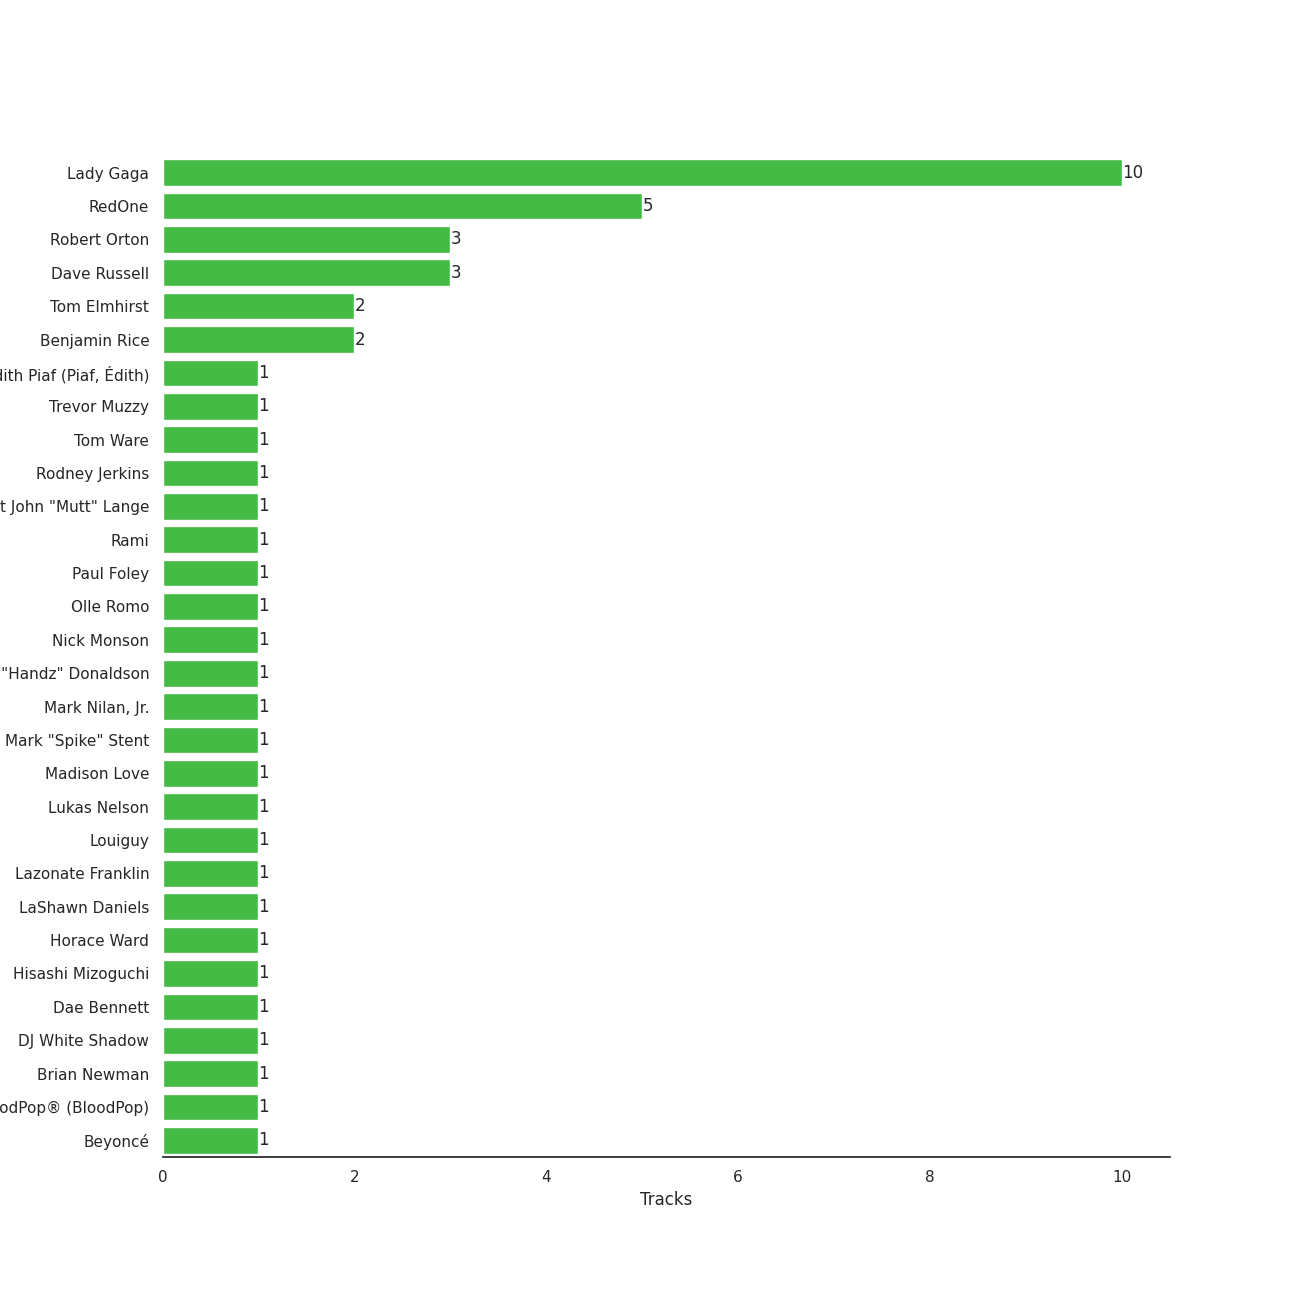 Lady Gaga 10
RedOne 5
Robert Orton 3
Dave Russell 3
Tom Elmhirst 2
Benjamin Rice 2
dith Piaf (Piaf, Édith) 1
Trevor Muzzy 1
Tom Ware 1
Rodney Jerkins 1
t John "Mutt" Lange 1
Rami 1
Paul Foley 1
Olle Romo 1
Nick Monson 1
"Handz" Donaldson 1
Mark Nilan, Jr. 1
Mark "Spike" Stent 1
Madison Love 1
Lukas Nelson 1
Louiguy 1
Lazonate Franklin 1
LaShawn Daniels 1
Horace Ward 1
Hisashi Mizoguchi 1
Dae Bennett 1
DJ White Shadow 1
Brian Newman 1
odPop® (BloodPop) 1
Beyoncé 1
0 2 4 6 8 10
Tracks